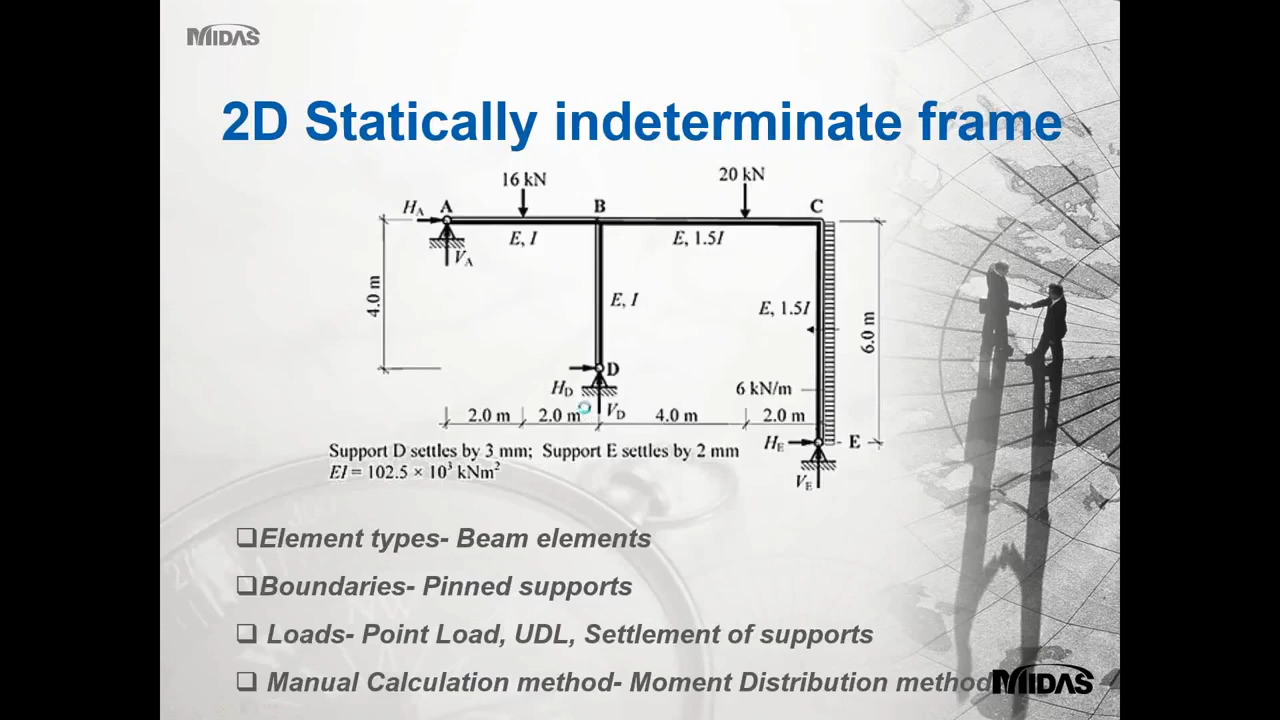 MIDAS
2D Statically indeterminate frame
16 kN
20 kN
HA A
B
C
E, I
E, 1.5I
VA
4.0 m
E, I
E, 1.5I
6.0 m
D
HD
6 kN/m
VD
2.0 m
2.0 m
4.0 m
2.0 m
HE
E
VE
Support D settles by 3 mm; Support E settles by 2 mm
EI = 102.5 × 10³ kNm²
❑Element types- Beam elements
❑Boundaries- Pinned supports
❑ Loads- Point Load, UDL, Settlement of supports
❑ Manual Calculation method- Moment Distribution method
MIDAS